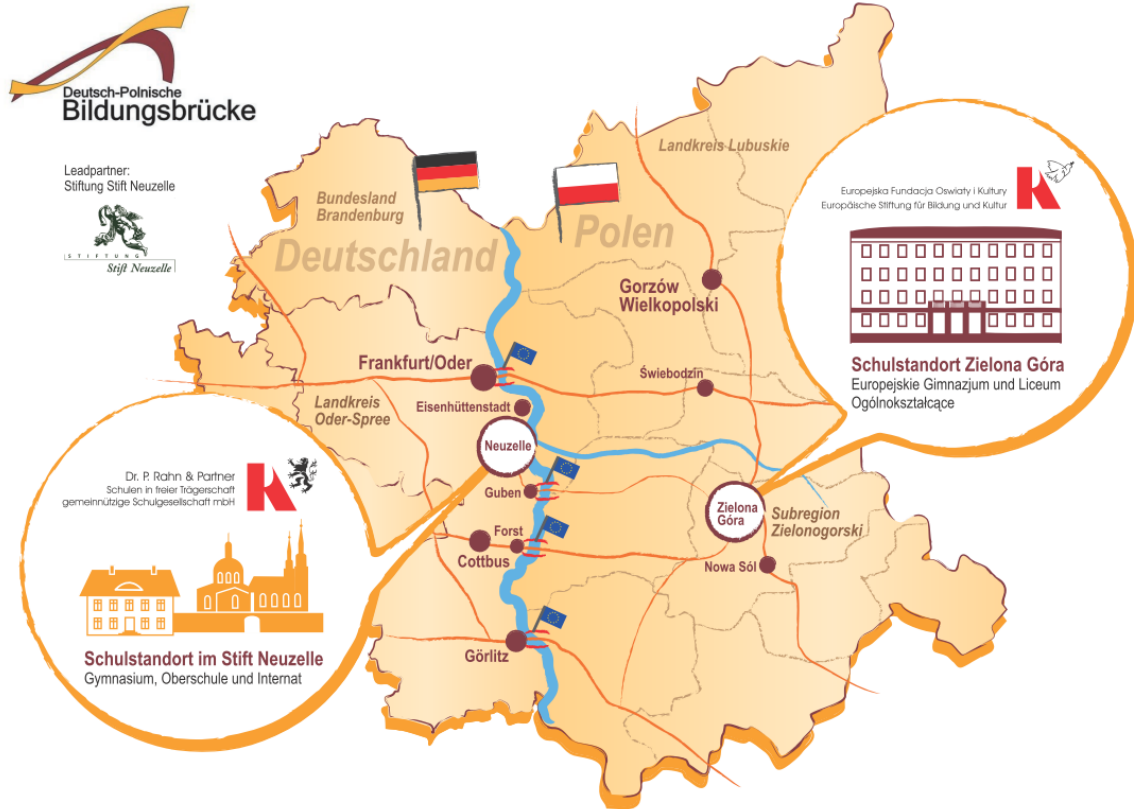 Deutsch-Polnische
Bildungsbrücke
Leadpartner:
Stiftung Stift Neuzelle
STIFTUNG
Stift Neuzelle
Bundesland
Brandenburg
Deutschland
Polen
Landkreis Lubuskie
Gorzów
Wielkopolski
Frankfurt/Oder
Świebodzin
Eisenhüttenstadt
Landkreis
Oder-Spree
Neuzelle
Guben
Zielona
Góra
Subregion
Zielonogorski
Forst
Cottbus
Nowa Sól
Görlitz
Europejska Fundacja Oswiaty i Kultury
Europäische Stiftung für Bildung und Kultur
Schulstandort Zielona Góra
Europejskie Gimnazjum und Liceum
Ogólnokształcące
Dr. P. Rahn & Partner
Schulen in freier Trägerschaft
gemeinnützige Schulgesellschaft mbH
Schulstandort im Stift Neuzelle
Gymnasium, Oberschule und Internat